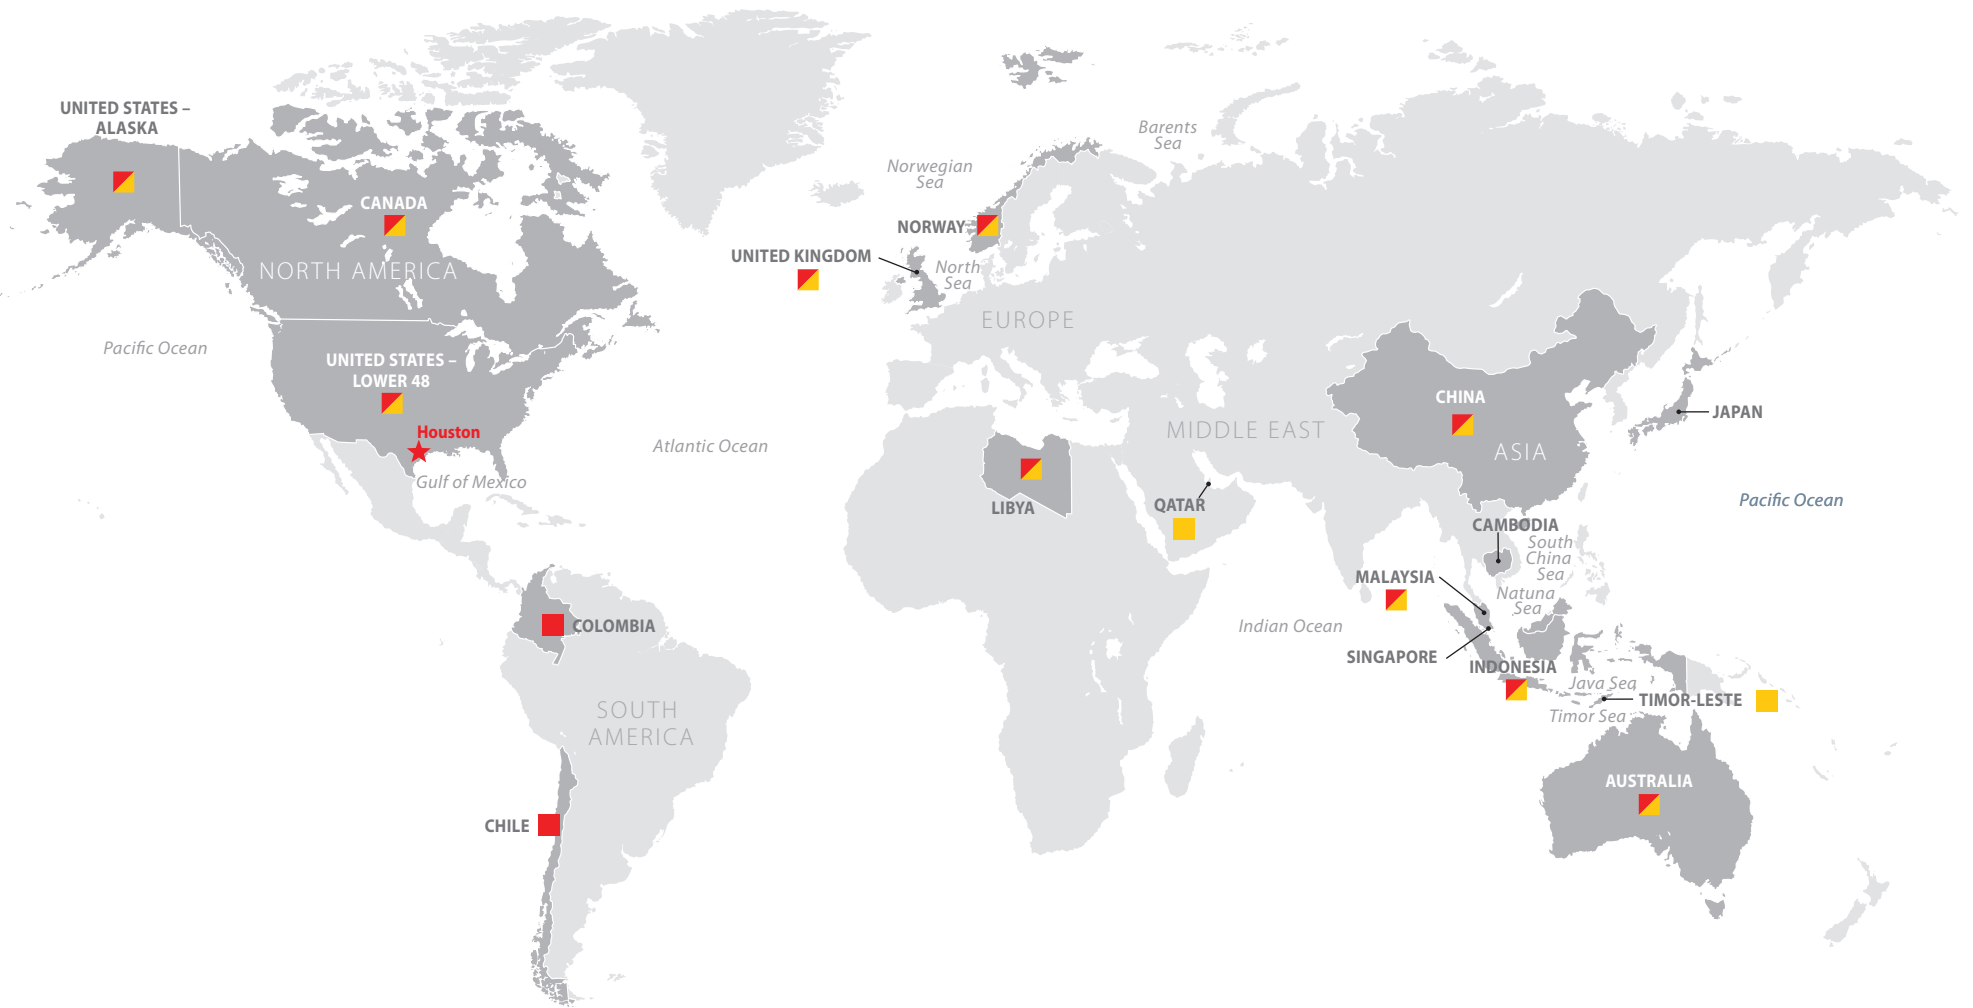 UNITED STATES –
ALASKA
CANADA
NORTH AMERICA
Pacific Ocean
UNITED STATES –
LOWER 48
Houston
Gulf of Mexico
Atlantic Ocean
COLOMBIA
SOUTH
AMERICA
CHILE
Barents
Sea
Norwegian
Sea
NORWAY
UNITED KINGDOM
North
Sea
EUROPE
MIDDLE EAST
LIBYA
QATAR
CHINA
ASIA
JAPAN
Pacific Ocean
CAMBODIA
South
China
Sea
MALAYSIA
Natuna
Sea
Indian Ocean
SINGAPORE
INDONESIA
Java Sea
TIMOR-LESTE
Timor Sea
AUSTRALIA